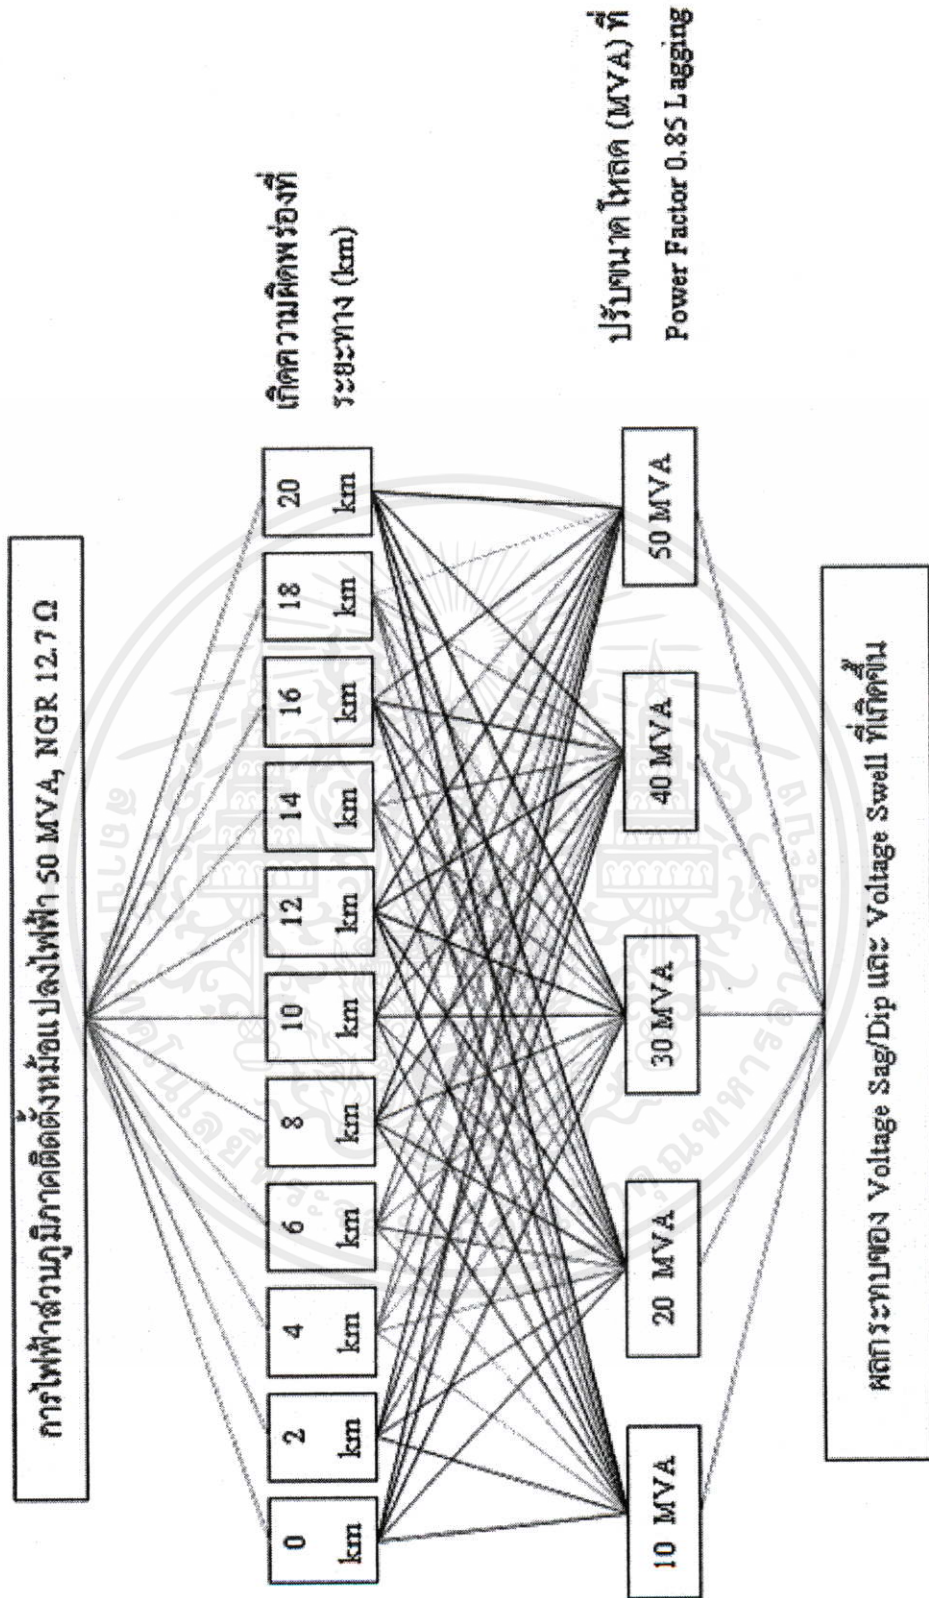 การไฟฟ้าส่วนภูมิภาคติดตั้งหม้อแปลงไฟฟ้า 50 MVA, NGR 12.7 Ω
0
km
2
km
4
km
6
km
8
km
10
km
12
km
14
km
16
km
18
km
20
km
เกิดความผิดพร่องที่
ระยะทาง (km)
10 MVA
20 MVA
30 MVA
40 MVA
50 MVA
ปรับขนาดโหลด (MVA) ที่
Power Factor 0.85 Lagging
ผลกระทบของ Voltage Sag/Dip และ Voltage Swell ที่เกิดขึ้น